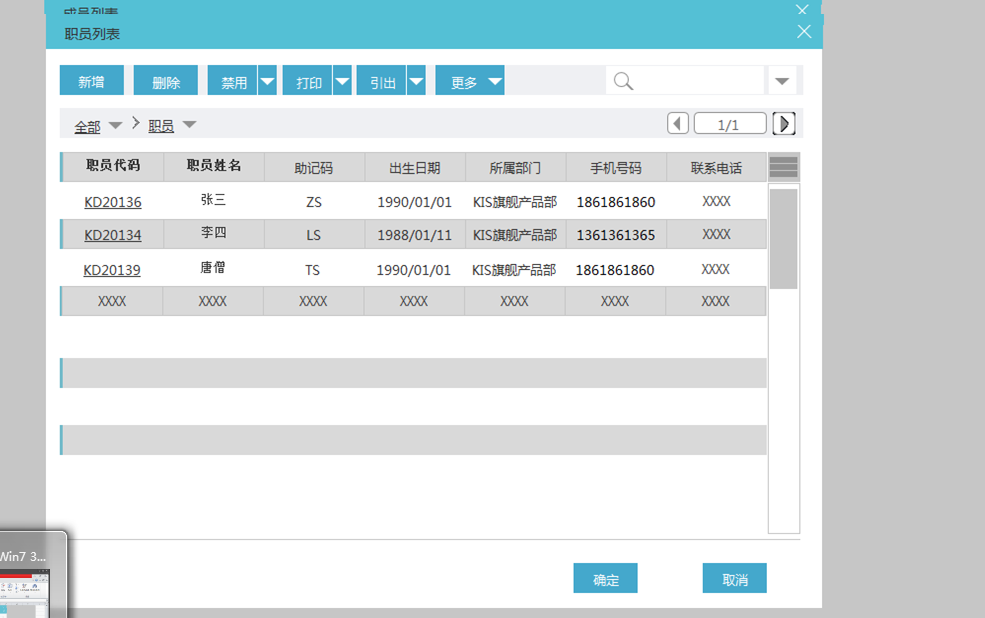 成员列表
职员列表
新增 删除 禁用 打印 引出 更多
全部 职员 1/1
职员代码 职员姓名 助记码 出生日期 所属部门 手机号码 联系电话
KD20136 张三 ZS 1990/01/01 KIS旗舰产品部 1861861860 XXXX
KD20134 李四 LS 1988/01/11 KIS旗舰产品部 1361361365 XXXX
KD20139 唐僧 TS 1990/01/01 KIS旗舰产品部 1861861860 XXXX
XXXX XXXX XXXX XXXX XXXX XXXX XXXX
Win7 3...
确定 取消